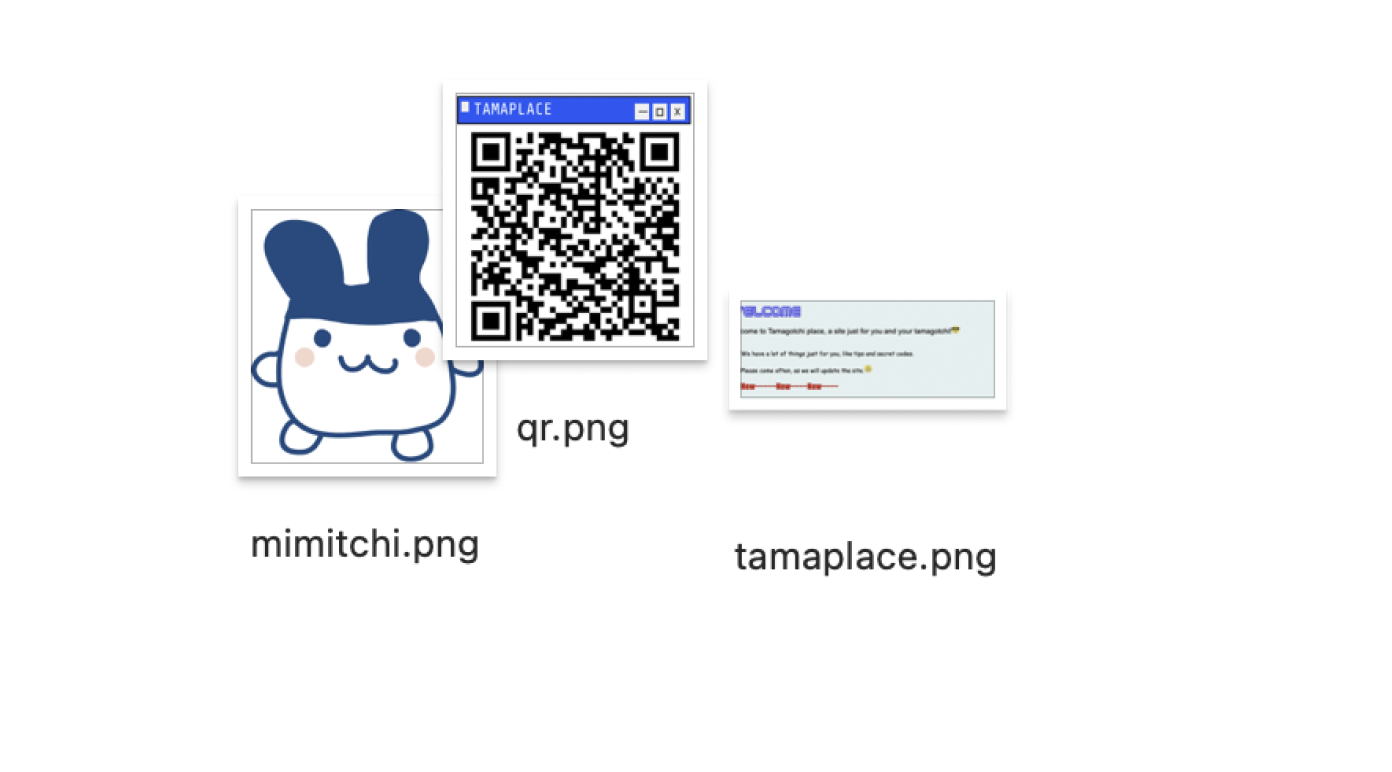 TAMAPLACE
qr.png
mimitchi.png
WELCOME
come to Tamagotchi place, a site just for you and your tamagotchi!
We have a lot of things just for you, like tips and secret codes.
Please come often, as we will update the site.
New-----New----New----
tamaplace.png